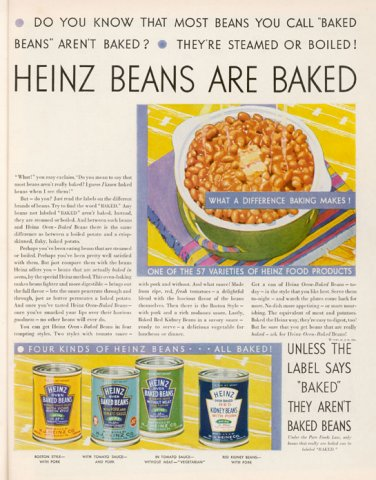 DO YOU KNOW THAT MOST BEANS YOU CALL "BAKED
BEANS" AREN'T BAKED? THEY'RE STEAMED OR BOILED!
HEINZ BEANS ARE BAKED
WHAT A DIFFERENCE BAKING MAKES!
ONE OF THE 57 VARIETIES OF HEINZ FOOD PRODUCTS
"What!" you may exclaim. "Do you mean to say that
most beans aren't really baked? I guess I know baked
beans when I see them!"
But—do you? Just read the labels on the different
brands of beans. Try to find the word "BAKED." Any
beans not labeled "BAKED" aren't baked. Instead,
they are steamed or boiled. And between such beans
and Heinz Oven-Baked Beans there is the same
difference as between a boiled potato and a crisp-
skinned, flaky, baked potato.
Perhaps you've been eating beans that are steamed
or boiled. Perhaps you've been pretty well satisfied
with them. But just compare them with the beans
Heinz offers you—beans that are actually baked in
ovens, by the special Heinz method. This oven-baking
makes beans lighter and more digestible—brings out
the full flavor—lets the sauce penetrate through and
through, just as butter permeates a baked potato.
And once you've tasted Heinz Oven-Baked Beans—
once you've smacked your lips over their luscious
goodness—no other beans will ever do.
You can get Heinz Oven-Baked Beans in four
tempting styles. Two styles with tomato sauce—
with pork and without. And what sauce! Made
from ripe, red, fresh tomatoes—a delightful
blend with the luscious flavor of the beans
themselves. Then there is the Boston Style—
with pork and a rich molasses sauce. Lastly,
Baked Red Kidney Beans in a savory sauce—
ready to serve—a delicious vegetable for
luncheon or dinner.
Get a can of Heinz Oven-Baked Beans—to-
day—in the style that you like best. Serve them
to-night—and watch the plates come back for
more. No dish more appetizing—or more nour-
ishing. The equivalent of meat and potatoes.
Baked the Heinz way, they're easy to digest, too!
But be sure that you get beans that are really
baked—ask for Heinz Oven-Baked Beans.
FOUR KINDS OF HEINZ BEANS • • • ALL BAKED!
HEINZ
OVEN
BAKED BEANS
HEINZ
OVEN
BAKED BEANS
HEINZ
OVEN
BAKED BEANS
HEINZ
KIDNEY BEANS
BOSTON STYLE—
WITH PORK
WITH TOMATO SAUCE—
AND PORK
IN TOMATO SAUCE—
WITHOUT MEAT—"VEGETARIAN"
RED KIDNEY BEANS—
WITH PORK
UNLESS THE
LABEL SAYS
"BAKED"
THEY AREN'T
BAKED BEANS
Under the Pure Foods Law, only
beans that really are baked can be
labeled "BAKED."